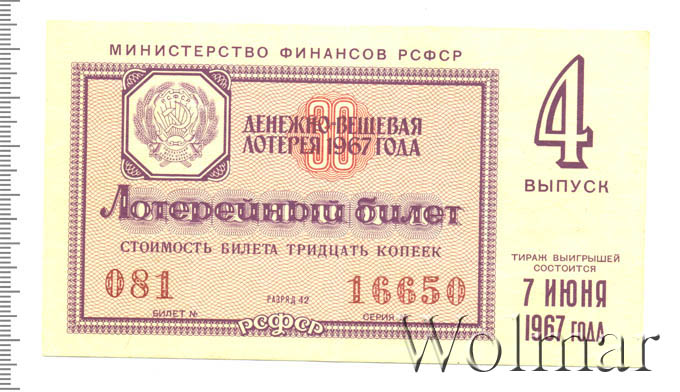 МИНИСТЕРСТВО ФИНАНСОВ РСФСР
РСФСР
30
ДЕНЕЖНО-ВЕЩЕВАЯ
ЛОТЕРЕЯ 1967 ГОДА
Лотерейный билет
СТОИМОСТЬ БИЛЕТА ТРИДЦАТЬ КОПЕЕК
081 16650
РАЗРЯД 42
БИЛЕТ № СЕРИЯ
РСФСР
4
ВЫПУСК
ТИРАЖ ВЫИГРЫШЕЙ
СОСТОИТСЯ
7 ИЮНЯ
1967 ГОДА
Wolmar